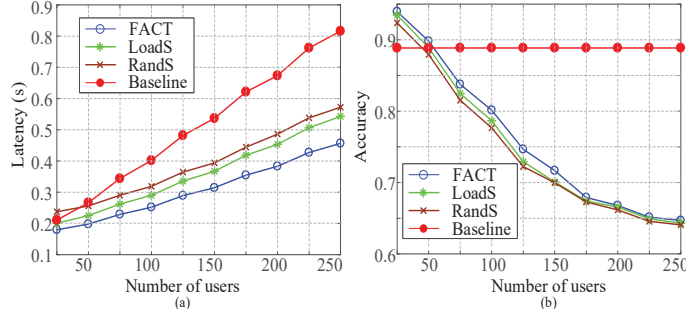 0.9
0.8
0.7
0.6
0.5
0.4
0.3
0.2
0.1
Latency (s)
FACT
LoadS
RandS
Baseline
50 100 150 200 250
Number of users
(a)
0.9
0.8
0.7
0.6
Accuracy
FACT
LoadS
RandS
Baseline
50 100 150 200 250
Number of users
(b)